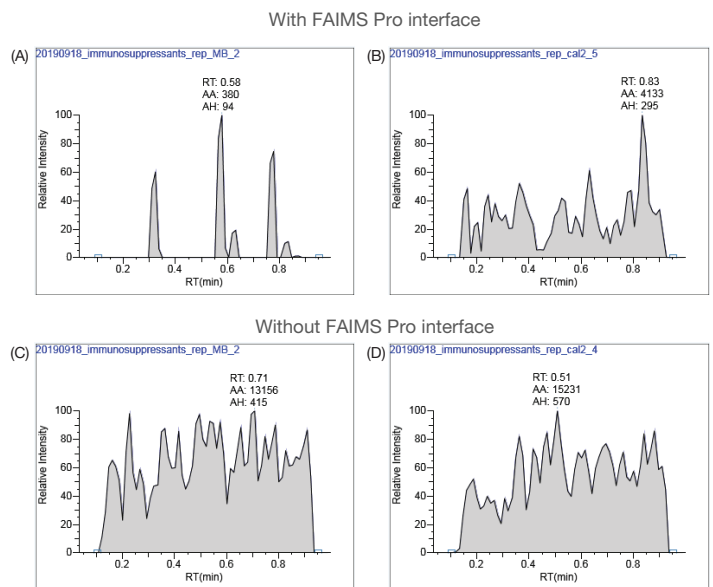 With FAIMS Pro interface
(A)
20190918_immunosuppressants_rep_MB_2
RT: 0.58
AA: 380
AH: 94
Relative Intensity
100
80
60
40
20
0
0.2 0.4 0.6 0.8
RT(min)
(B)
20190918_immunosuppressants_rep_cal2_5
RT: 0.83
AA: 4133
AH: 295
Relative Intensity
100
80
60
40
20
0
0.2 0.4 0.6 0.8
RT(min)
Without FAIMS Pro interface
(C)
20190918_immunosuppressants_rep_MB_2
RT: 0.71
AA: 13156
AH: 415
Relative Intensity
100
80
60
40
20
0
0.2 0.4 0.6 0.8
RT(min)
(D)
20190918_immunosuppressants_rep_cal2_4
RT: 0.51
AA: 15231
AH: 570
Relative Intensity
100
80
60
40
20
0
0.2 0.4 0.6 0.8
RT(min)